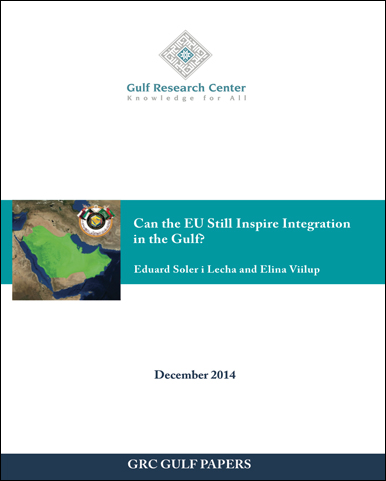 Gulf Research Center
Knowledge for All
Can the EU Still Inspire Integration
in the Gulf?
Eduard Soler i Lecha and Elina Viilup
December 2014
GRC GULF PAPERS